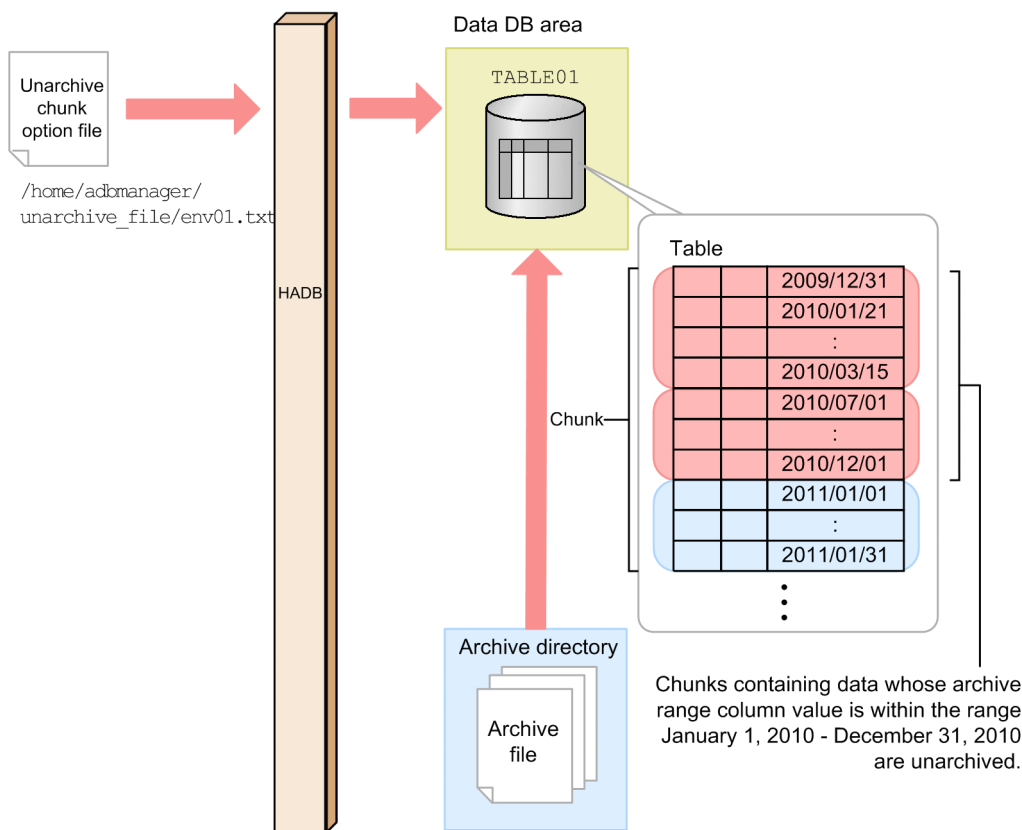 Data DB area
Unarchive
chunk
option file
/home/adbmanager/
unarchive_file/env01.txt
HADB
TABLE01
Table
2009/12/31
2010/01/21
:
2010/03/15
2010/07/01
:
2010/12/01
2011/01/01
:
2011/01/31
Chunk
Archive directory
Archive
file
Chunks containing data whose archive
range column value is within the range
January 1, 2010 - December 31, 2010
are unarchived.